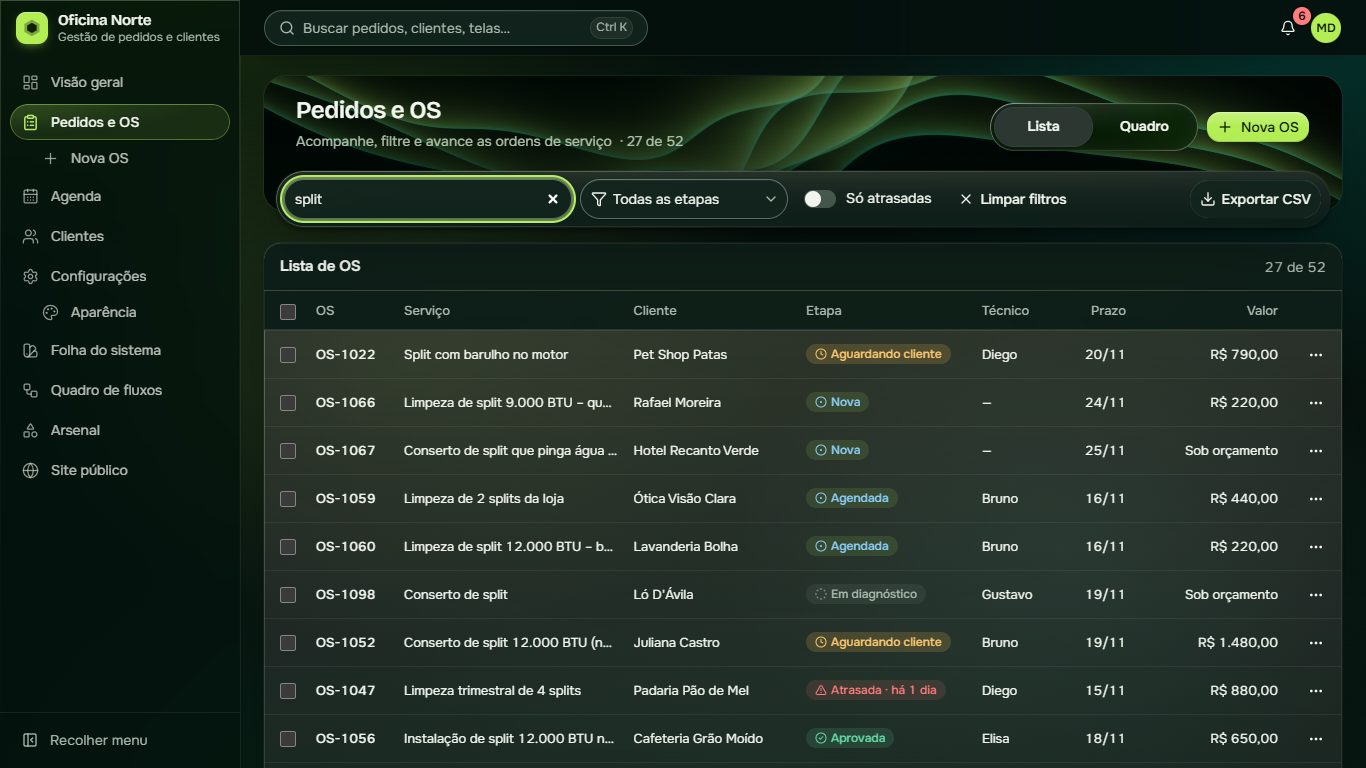 Oficina Norte
Gestão de pedidos e clientes
Buscar pedidos, clientes, telas...
Ctrl K
6
MD
Visão geral
Pedidos e OS
Nova OS
Agenda
Clientes
Configurações
Aparência
Folha do sistema
Quadro de fluxos
Arsenal
Site público
Recolher menu
Pedidos e OS
Acompanhe, filtre e avance as ordens de serviço · 27 de 52
Lista
Quadro
Nova OS
split
Todas as etapas
Só atrasadas
Limpar filtros
Exportar CSV
Lista de OS
27 de 52
OS Serviço Cliente Etapa Técnico Prazo Valor
OS-1022 Split com barulho no motor Pet Shop Patas Aguardando cliente Diego 20/11 R$ 790,00
OS-1066 Limpeza de split 9.000 BTU – qu... Rafael Moreira Nova – 24/11 R$ 220,00
OS-1067 Conserto de split que pinga água ... Hotel Recanto Verde Nova – 25/11 Sob orçamento
OS-1059 Limpeza de 2 splits da loja Ótica Visão Clara Agendada Bruno 16/11 R$ 440,00
OS-1060 Limpeza de split 12.000 BTU – b... Lavanderia Bolha Agendada Bruno 16/11 R$ 220,00
OS-1098 Conserto de split Ló D'Ávila Em diagnóstico Gustavo 19/11 Sob orçamento
OS-1052 Conserto de split 12.000 BTU (n... Juliana Castro Aguardando cliente Bruno 19/11 R$ 1.480,00
OS-1047 Limpeza trimestral de 4 splits Padaria Pão de Mel Atrasada · há 1 dia Diego 15/11 R$ 880,00
OS-1056 Instalação de split 12.000 BTU n... Cafeteria Grão Moído Aprovada Elisa 18/11 R$ 650,00